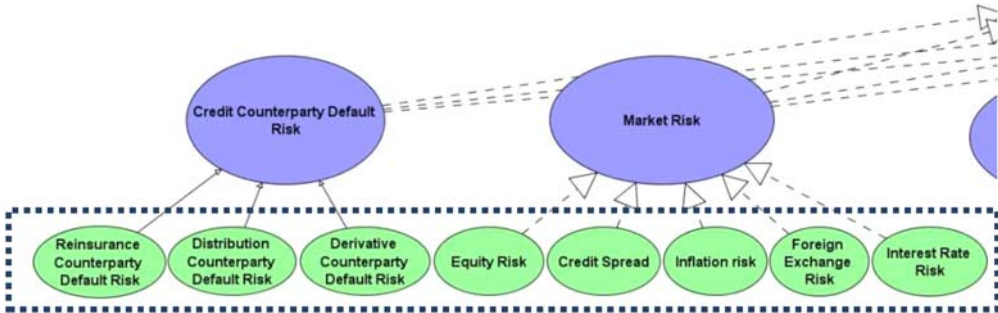 Credit Counterparty Default
Risk
Market Risk
Reinsurance
Counterparty
Default Risk
Distribution
Counterparty
Default Risk
Derivative
Counterparty
Default Risk
Equity Risk
Credit Spread
Inflation risk
Foreign
Exchange
Risk
Interest Rate
Risk